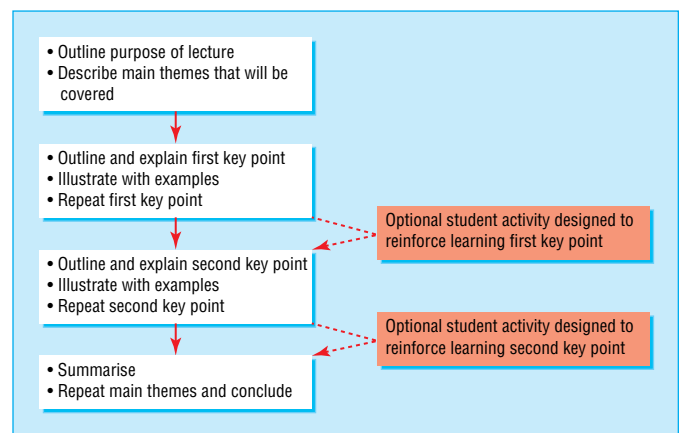 • Outline purpose of lecture
• Describe main themes that will be
covered
• Outline and explain first key point
• Illustrate with examples
• Repeat first key point
Optional student activity designed to
reinforce learning first key point
• Outline and explain second key point
• Illustrate with examples
• Repeat second key point
Optional student activity designed to
reinforce learning second key point
• Summarise
• Repeat main themes and conclude